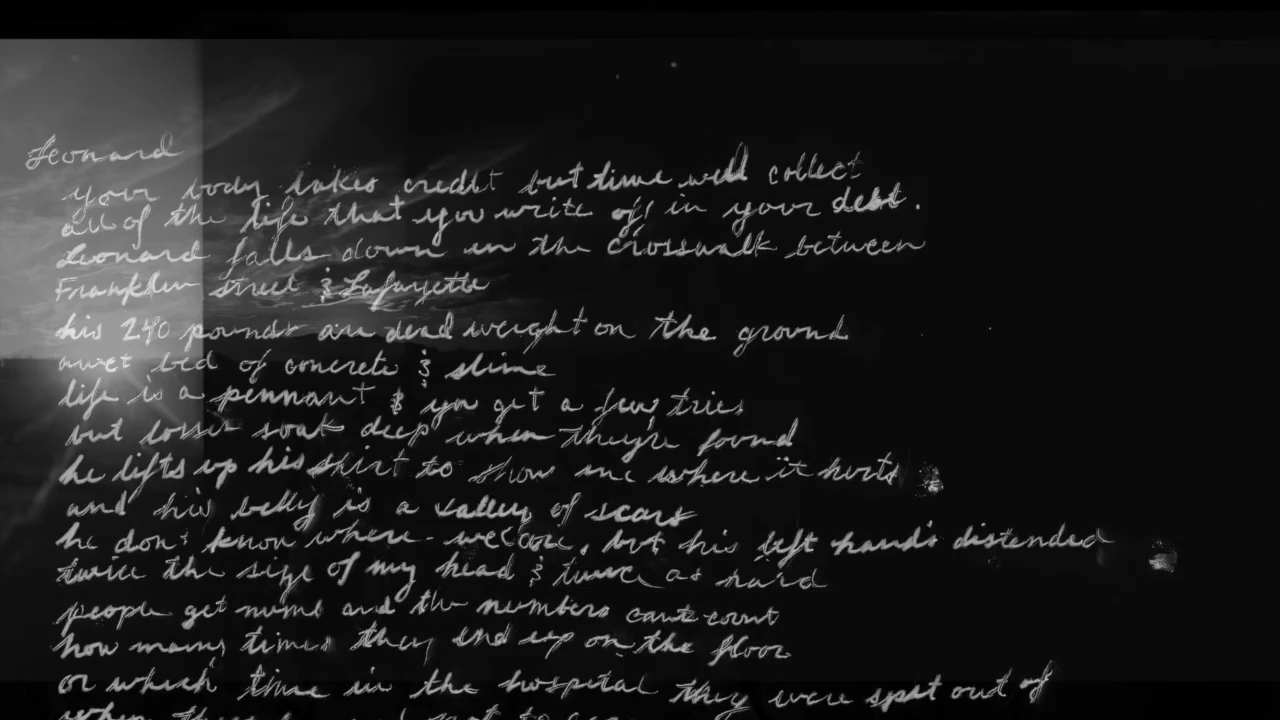 Leonard
your body takes credit but time will collect
all of the life that you write off in your debt.
Leonard falls down in the crosswalk between
Franklin street & Lafayette
his 240 pounds are dead weight on the ground
a wet bed of concrete & slime
life is a pennant & you get a few tries
but losses soak deep when they're found
he lifts up his shirt to show me where it hurts
and his belly is a valley of scars
he don't know where we are, but his left hand's distended
twice the size of my head & twice as hard
people get numb and the numbers cant count
how many times they end up on the floor
or which time in the hospital they were spat out of
when they